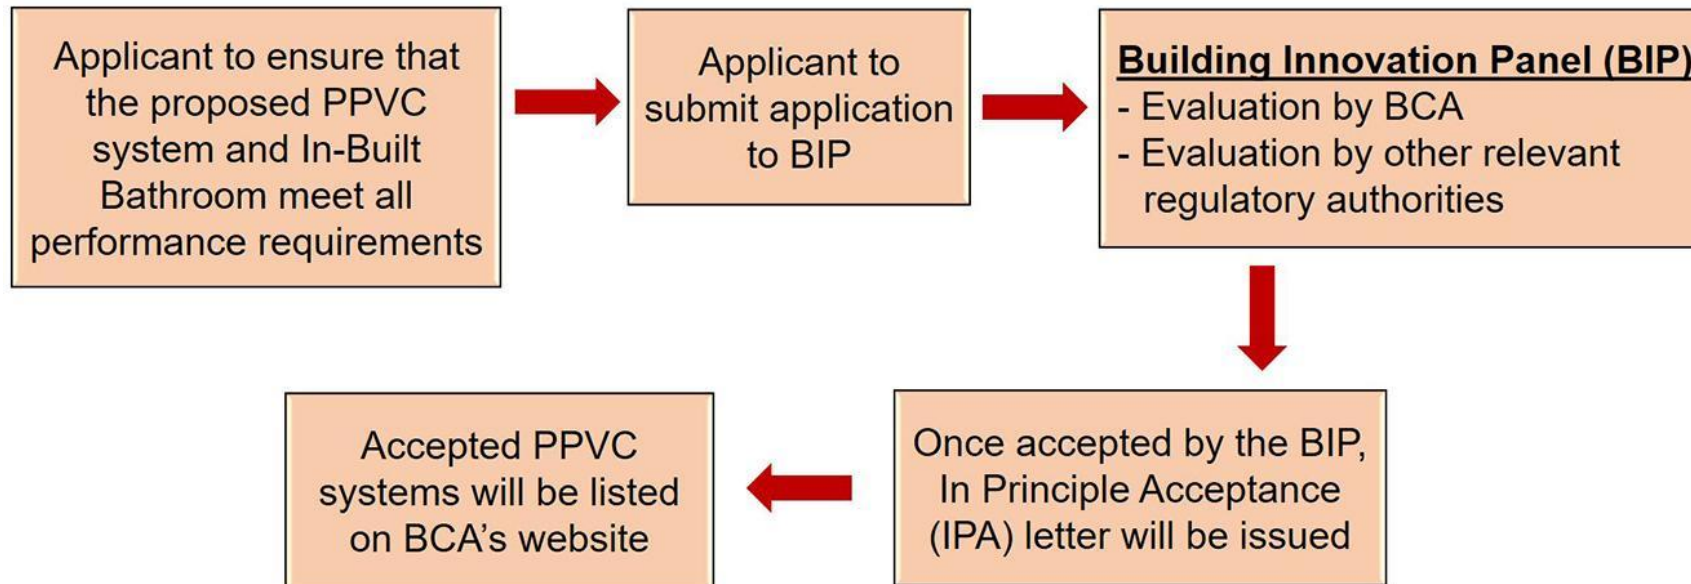 Applicant to ensure that
the proposed PPVC
system and In-Built
Bathroom meet all
performance requirements
Applicant to
submit application
to BIP
Building Innovation Panel (BIP)
- Evaluation by BCA
- Evaluation by other relevant
regulatory authorities
Once accepted by the BIP,
In Principle Acceptance
(IPA) letter will be issued
Accepted PPVC
systems will be listed
on BCA’s website